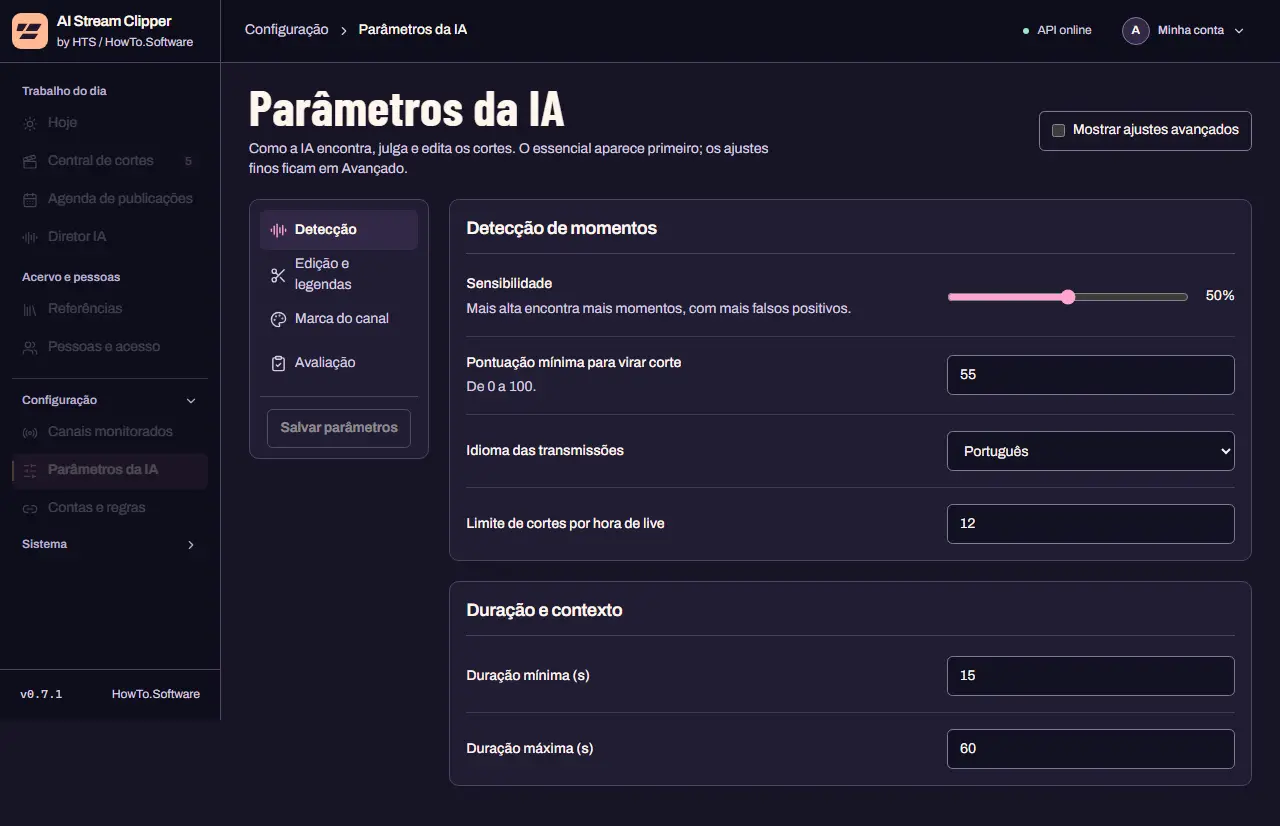 AI Stream Clipper
by HTS / HowTo.Software
Configuração
Parâmetros da IA
API online
A
Minha conta
Trabalho do dia
Hoje
Central de cortes 5
Agenda de publicações
Diretor IA
Acervo e pessoas
Referências
Pessoas e acesso
Configuração
Canais monitorados
Parâmetros da IA
Contas e regras
Sistema
v0.7.1
HowTo.Software
Parâmetros da IA
Como a IA encontra, julga e edita os cortes. O essencial aparece primeiro; os ajustes
finos ficam em Avançado.
Mostrar ajustes avançados
Detecção
Edição e
legendas
Marca do canal
Avaliação
Salvar parâmetros
Detecção de momentos
Sensibilidade
Mais alta encontra mais momentos, com mais falsos positivos.
50%
Pontuação mínima para virar corte
De 0 a 100.
55
Idioma das transmissões
Português
Limite de cortes por hora de live
12
Duração e contexto
Duração mínima (s)
15
Duração máxima (s)
60